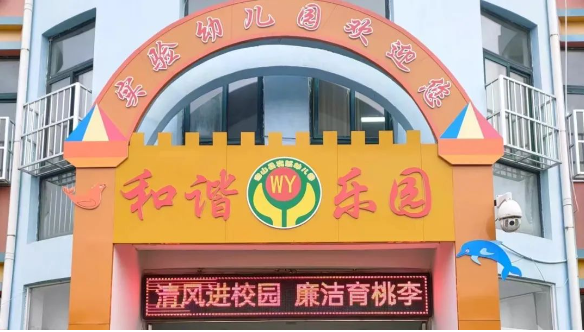 实验幼儿园欢迎您
WY
和谐 乐园
清风进校园 廉洁育桃李